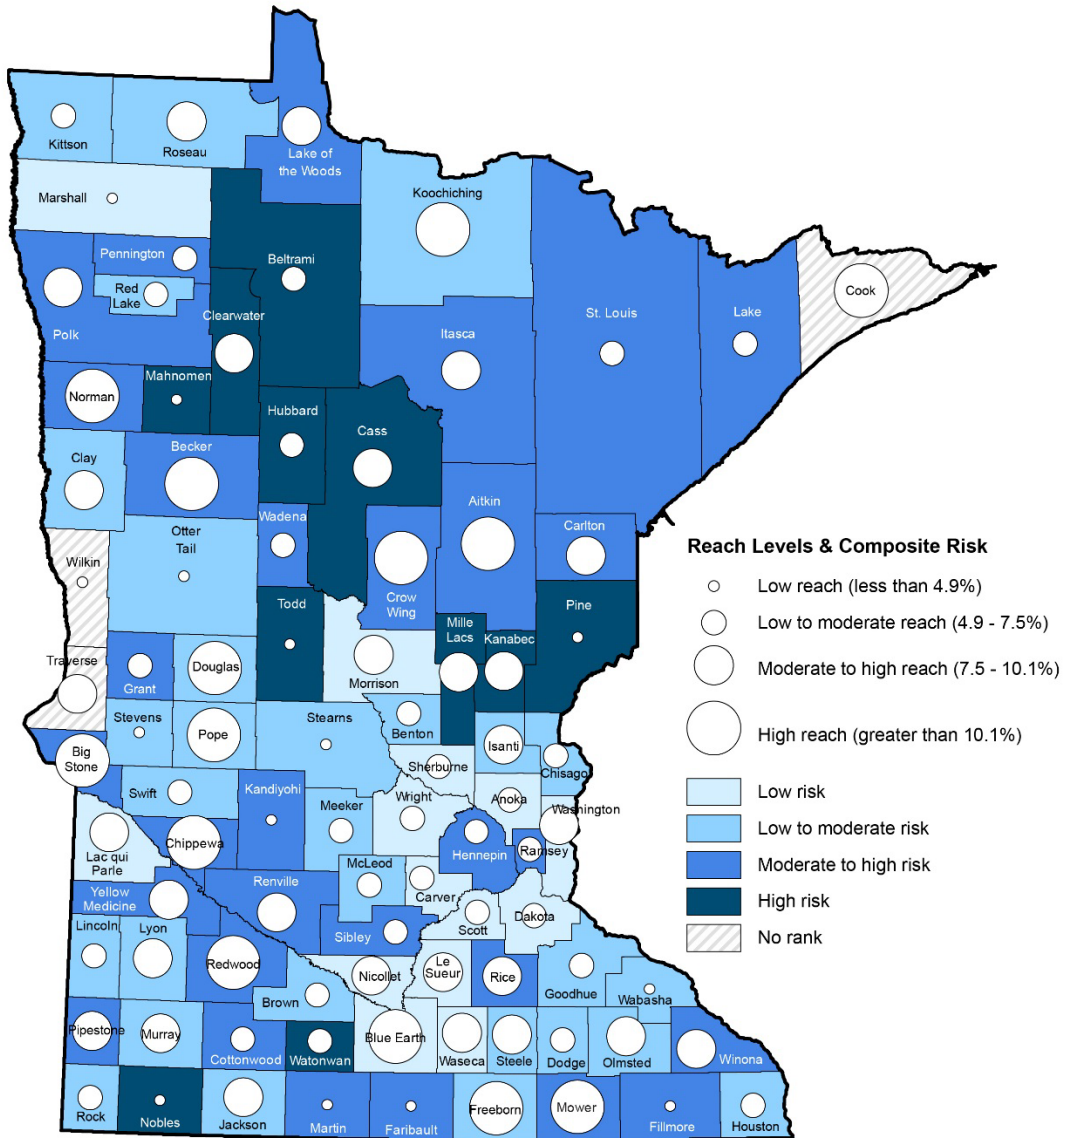 Kittson
Roseau
Lake of
the Woods
Marshall
Koochiching
Pennington
Beltrami
Red
Lake
Cook
Clearwater
St. Louis
Lake
Polk
Itasca
Mahnomen
Norman
Hubbard
Cass
Becker
Clay
Aitkin
Wadena
Otter
Tail
Carlton
Wilkin
Crow
Wing
Todd
Pine
Mille
Lacs
Kanabec
Traverse
Douglas
Grant
Morrison
Stevens
Stearns
Benton
Pope
Isanti
Big
Stone
Sherburne
Chisago
Swift
Kandiyohi
Wright
Anoka
Meeker
Washington
Chippewa
Ramsey
Hennepin
Lac qui
Parle
McLeod
Renville
Carver
Yellow
Medicine
Dakota
Lincoln
Lyon
Scott
Sibley
Le
Sueur
Redwood
Nicollet
Rice
Goodhue
Brown
Wabasha
Pipestone
Murray
Blue Earth
Cottonwood
Watonwan
Waseca
Steele
Dodge
Olmsted
Winona
Rock
Nobles
Jackson
Martin
Faribault
Freeborn
Mower
Fillmore
Houston
Reach Levels & Composite Risk
Low reach (less than 4.9%)
Low to moderate reach (4.9 - 7.5%)
Moderate to high reach (7.5 - 10.1%)
High reach (greater than 10.1%)
Low risk
Low to moderate risk
Moderate to high risk
High risk
No rank